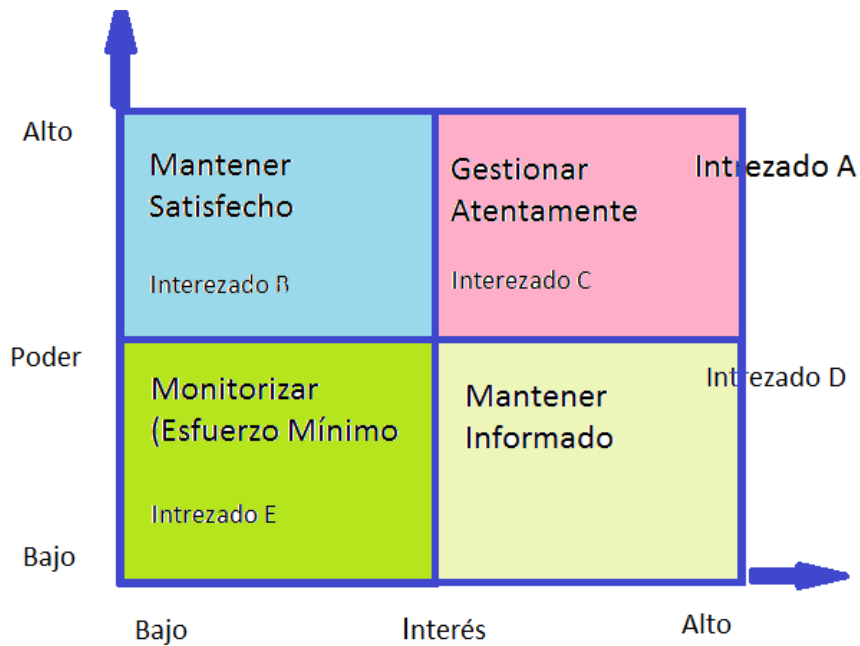 Alto
Mantener
Satisfecho
Interezado B
Gestionar
Atentamente
Interezado C
Intrezado A
Poder
Monitorizar
(Esfuerzo Mínimo
Intrezado E
Mantener
Informado
Intrezado D
Bajo
Bajo
Interés
Alto